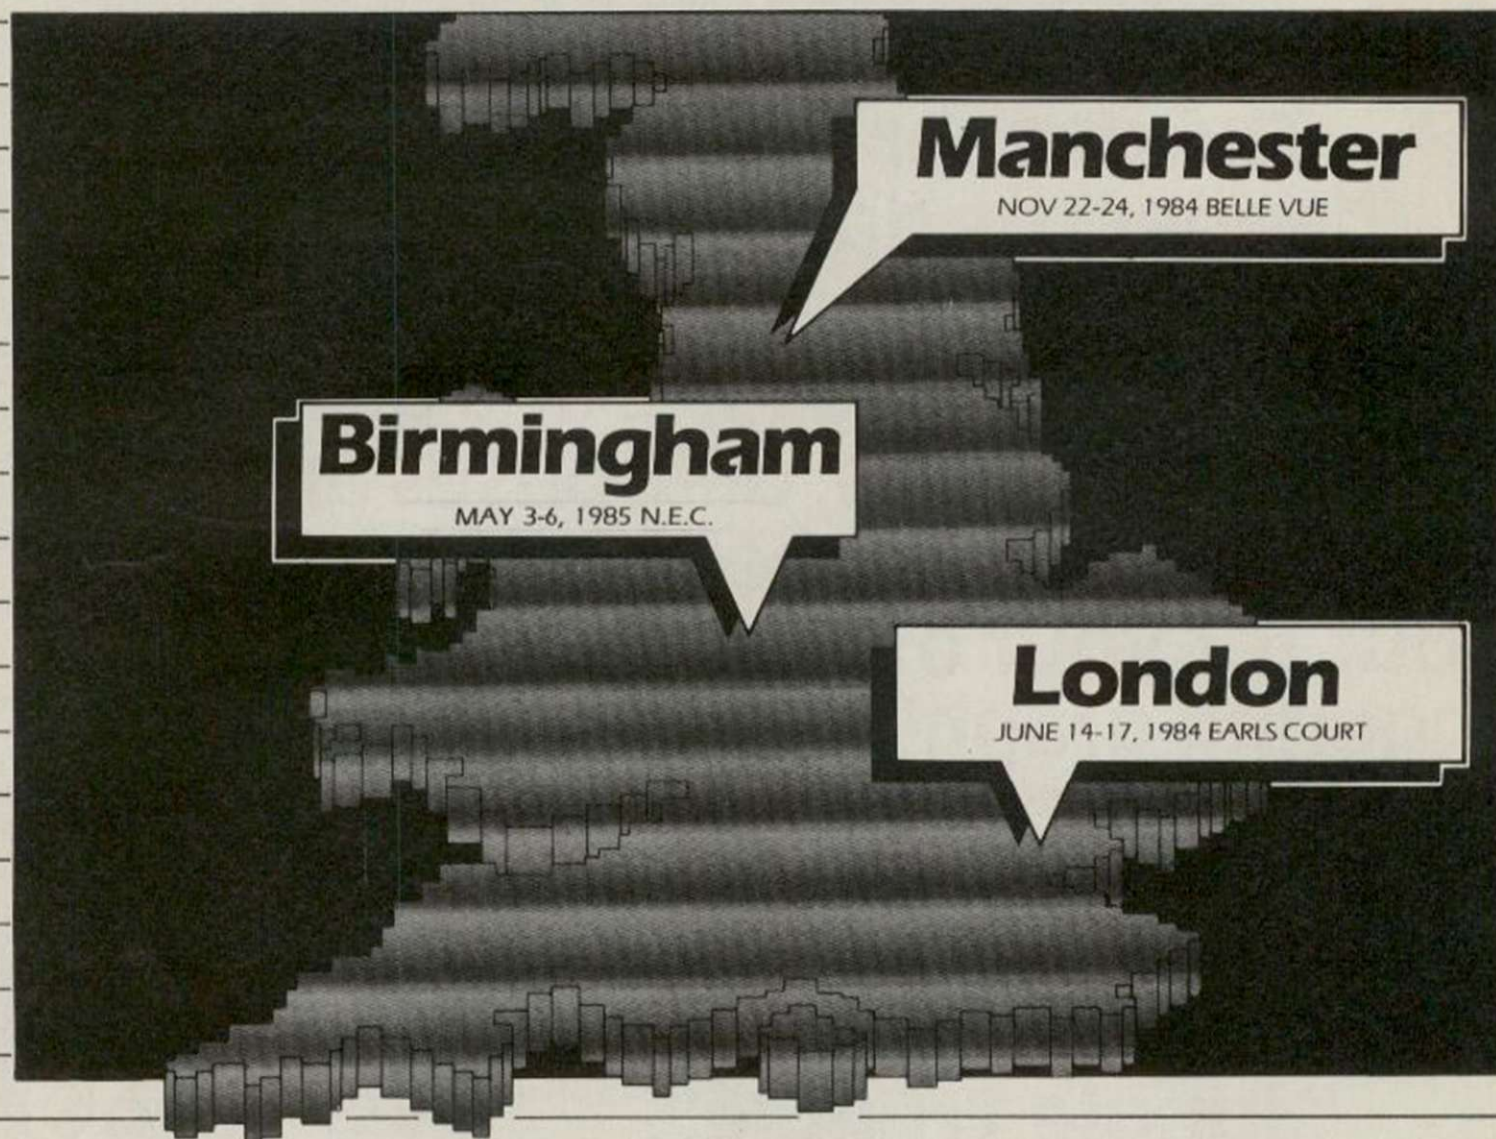 Manchester
NOV 22-24, 1984 BELLE VUE
Birmingham
MAY 3-6, 1985 N.E.C.
London
JUNE 14-17, 1984 EARLS COURT